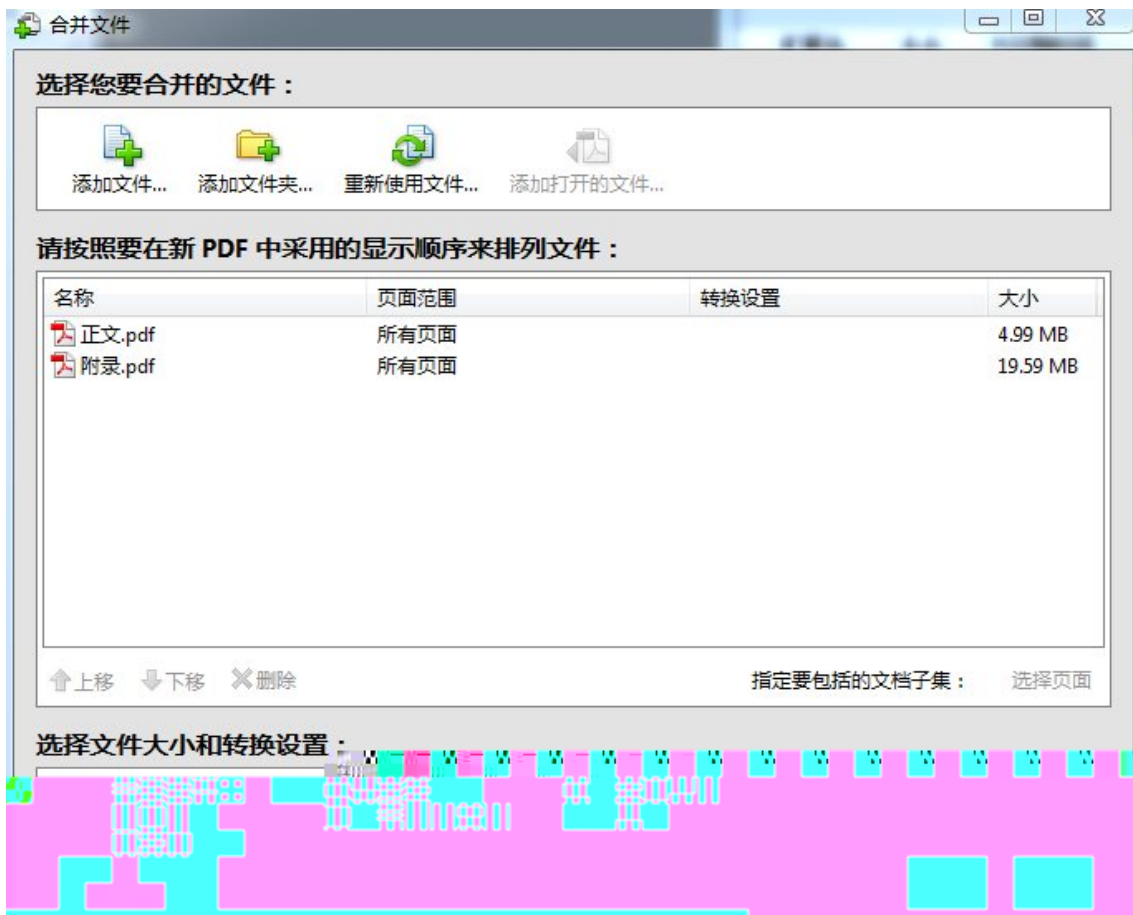 合并文件
选择您要合并的文件：
添加文件... 添加文件夹... 重新使用文件... 添加打开的文件...
请按照要在新 PDF 中采用的显示顺序来排列文件：
名称 页面范围 转换设置 大小
正文.pdf 所有页面 4.99 MB
附录.pdf 所有页面 19.59 MB
上移 下移 删除 指定要包括的文档子集： 选择页面
选择文件大小和转换设置：